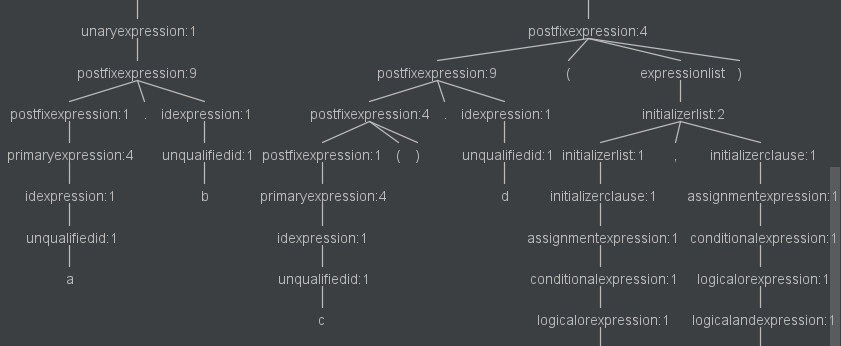 unaryexpression:1 postfixexpression:4
postfixexpression:9 postfixexpression:9 ( expressionlist )
postfixexpression:1 . idexpression:1 postfixexpression:4 . idexpression:1 initializerlist:2
primaryexpression:4 unqualifiedid:1 postfixexpression:1 ( ) unqualifiedid:1 initializerlist:1 , initializerclause:1
idexpression:1 b primaryexpression:4 d initializerclause:1 assignmentexpression:1
unqualifiedid:1 idexpression:1 assignmentexpression:1 conditionalexpression:1
a unqualifiedid:1 conditionalexpression:1 logicalorexpression:1
c logicalorexpression:1 logicalandexpression:1